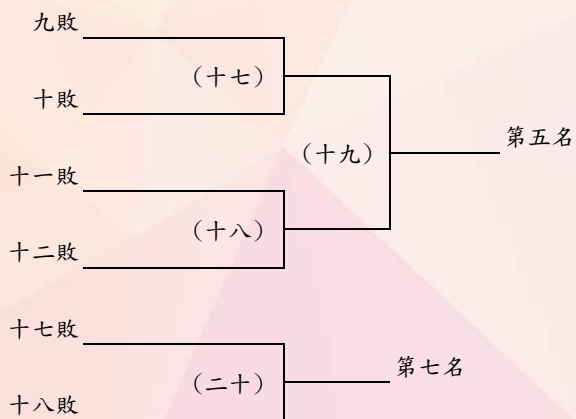 九敗
（十七）
十敗
第五名
（十九）
十一敗
（十八）
十二敗
十七敗
第七名
（二十）
十八敗